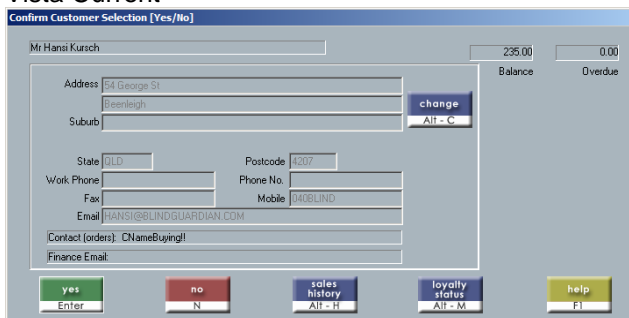 Vista Current
Confirm Customer Selection [Yes/No]
Mr Hansi Kursch
235.00 0.00
Balance Overdue
Address 54 George St
Beenleigh
Suburb
change
Alt - C
State QLD Postcode 4207
Work Phone Phone No.
Fax Mobile 040BLIND
Email HANSI@BLINDGUARDIAN.COM
Contact (orders): CNameBuying!!
Finance Email:
yes no sales history loyalty status help
Enter N Alt - H Alt - M F1